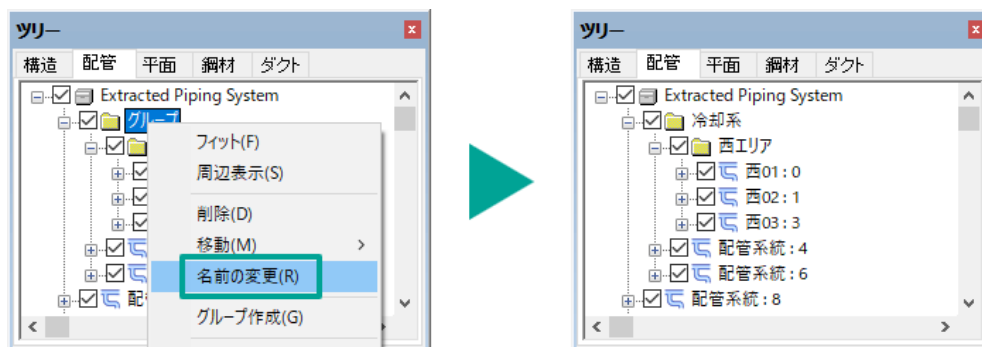 ツリー
構造 配管 平面 鋼材 ダクト
Extracted Piping System
グループ
フィット(F)
周辺表示(S)
削除(D)
移動(M)
名前の変更(R)
グループ作成(G)
ツリー
構造 配管 平面 鋼材 ダクト
Extracted Piping System
冷却系
西エリア
西01 : 0
西02 : 1
西03 : 3
配管系統 : 4
配管系統 : 6
配管系統 : 8